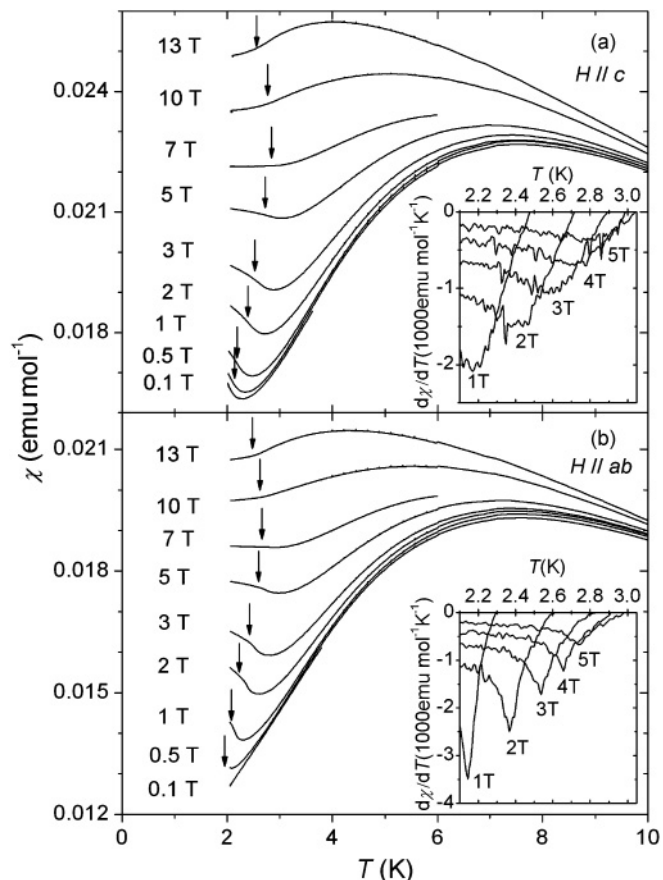 (a)
H // c
13 T
10 T
7 T
5 T
3 T
2 T
1 T
0.5 T
0.1 T
0.024
0.021
0.018
T (K)
2.2 2.4 2.6 2.8 3.0
0
-1
-2
dχ/dT(1000emu mol⁻¹K⁻¹)
5T
4T
3T
2T
1T
χ (emu mol⁻¹)
(b)
H // ab
13 T
10 T
7 T
5 T
3 T
2 T
1 T
0.5 T
0.1 T
0.021
0.018
0.015
0.012
T(K)
2.2 2.4 2.6 2.8 3.0
0
-1
-2
-3
-4
dχ/dT(1000emu mol⁻¹K⁻¹)
5T
4T
3T
2T
1T
0 2 4 6 8 10
T (K)